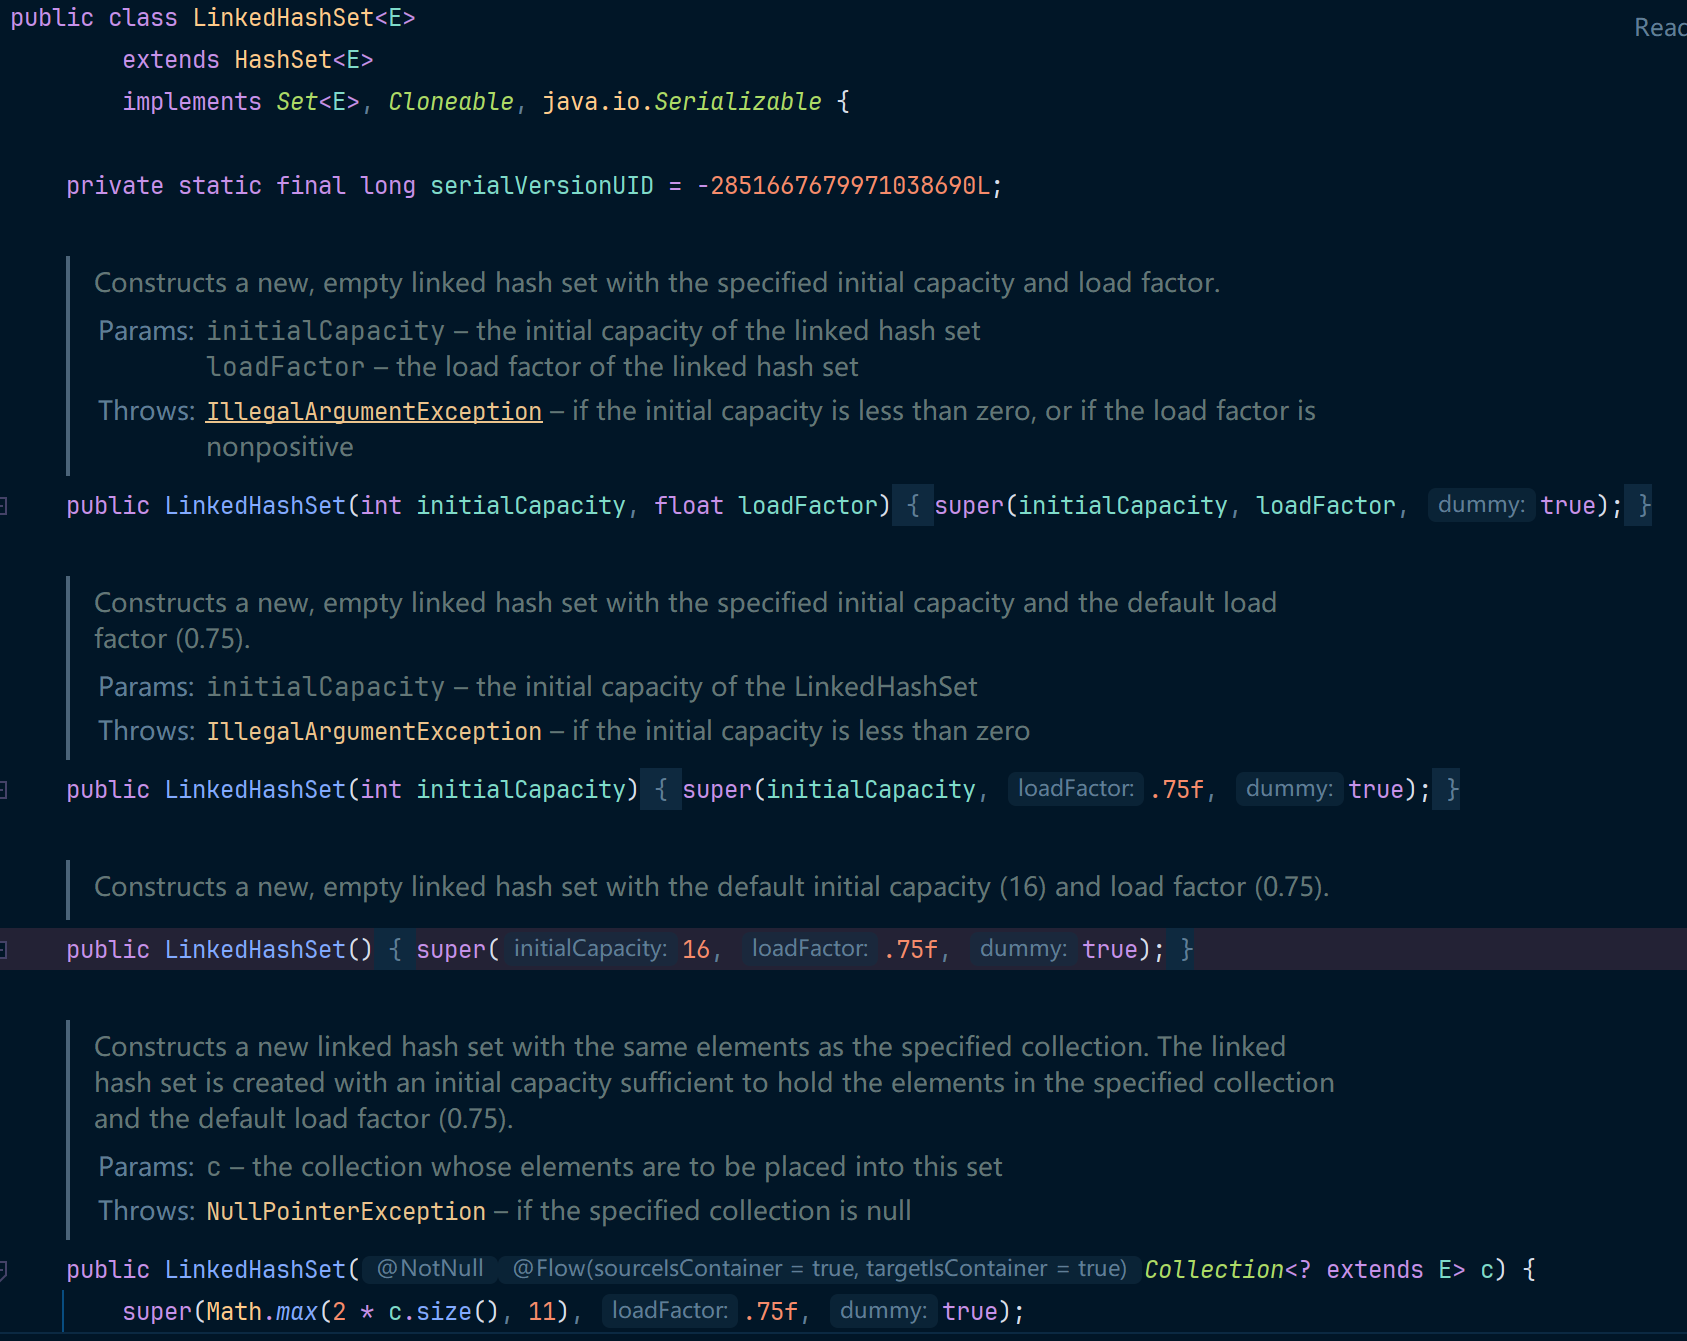 public class LinkedHashSet<E>
Reac
extends HashSet<E>
implements Set<E>, Cloneable, java.io.Serializable {
private static final long serialVersionUID = -2851667679971038690L;
Constructs a new, empty linked hash set with the specified initial capacity and load factor.
Params: initialCapacity – the initial capacity of the linked hash set
loadFactor – the load factor of the linked hash set
Throws: IllegalArgumentException – if the initial capacity is less than zero, or if the load factor is
nonpositive
public LinkedHashSet(int initialCapacity, float loadFactor) { super(initialCapacity, loadFactor, dummy: true); }
Constructs a new, empty linked hash set with the specified initial capacity and the default load
factor (0.75).
Params: initialCapacity – the initial capacity of the LinkedHashSet
Throws: IllegalArgumentException – if the initial capacity is less than zero
public LinkedHashSet(int initialCapacity) { super(initialCapacity, loadFactor: .75f, dummy: true); }
Constructs a new, empty linked hash set with the default initial capacity (16) and load factor (0.75).
public LinkedHashSet() { super( initialCapacity: 16, loadFactor: .75f, dummy: true); }
Constructs a new linked hash set with the same elements as the specified collection. The linked
hash set is created with an initial capacity sufficient to hold the elements in the specified collection
and the default load factor (0.75).
Params: c – the collection whose elements are to be placed into this set
Throws: NullPointerException – if the specified collection is null
public LinkedHashSet( @NotNull @Flow(sourceIsContainer = true, targetIsContainer = true) Collection<? extends E> c) {
super(Math.max(2 * c.size(), 11), loadFactor: .75f, dummy: true);